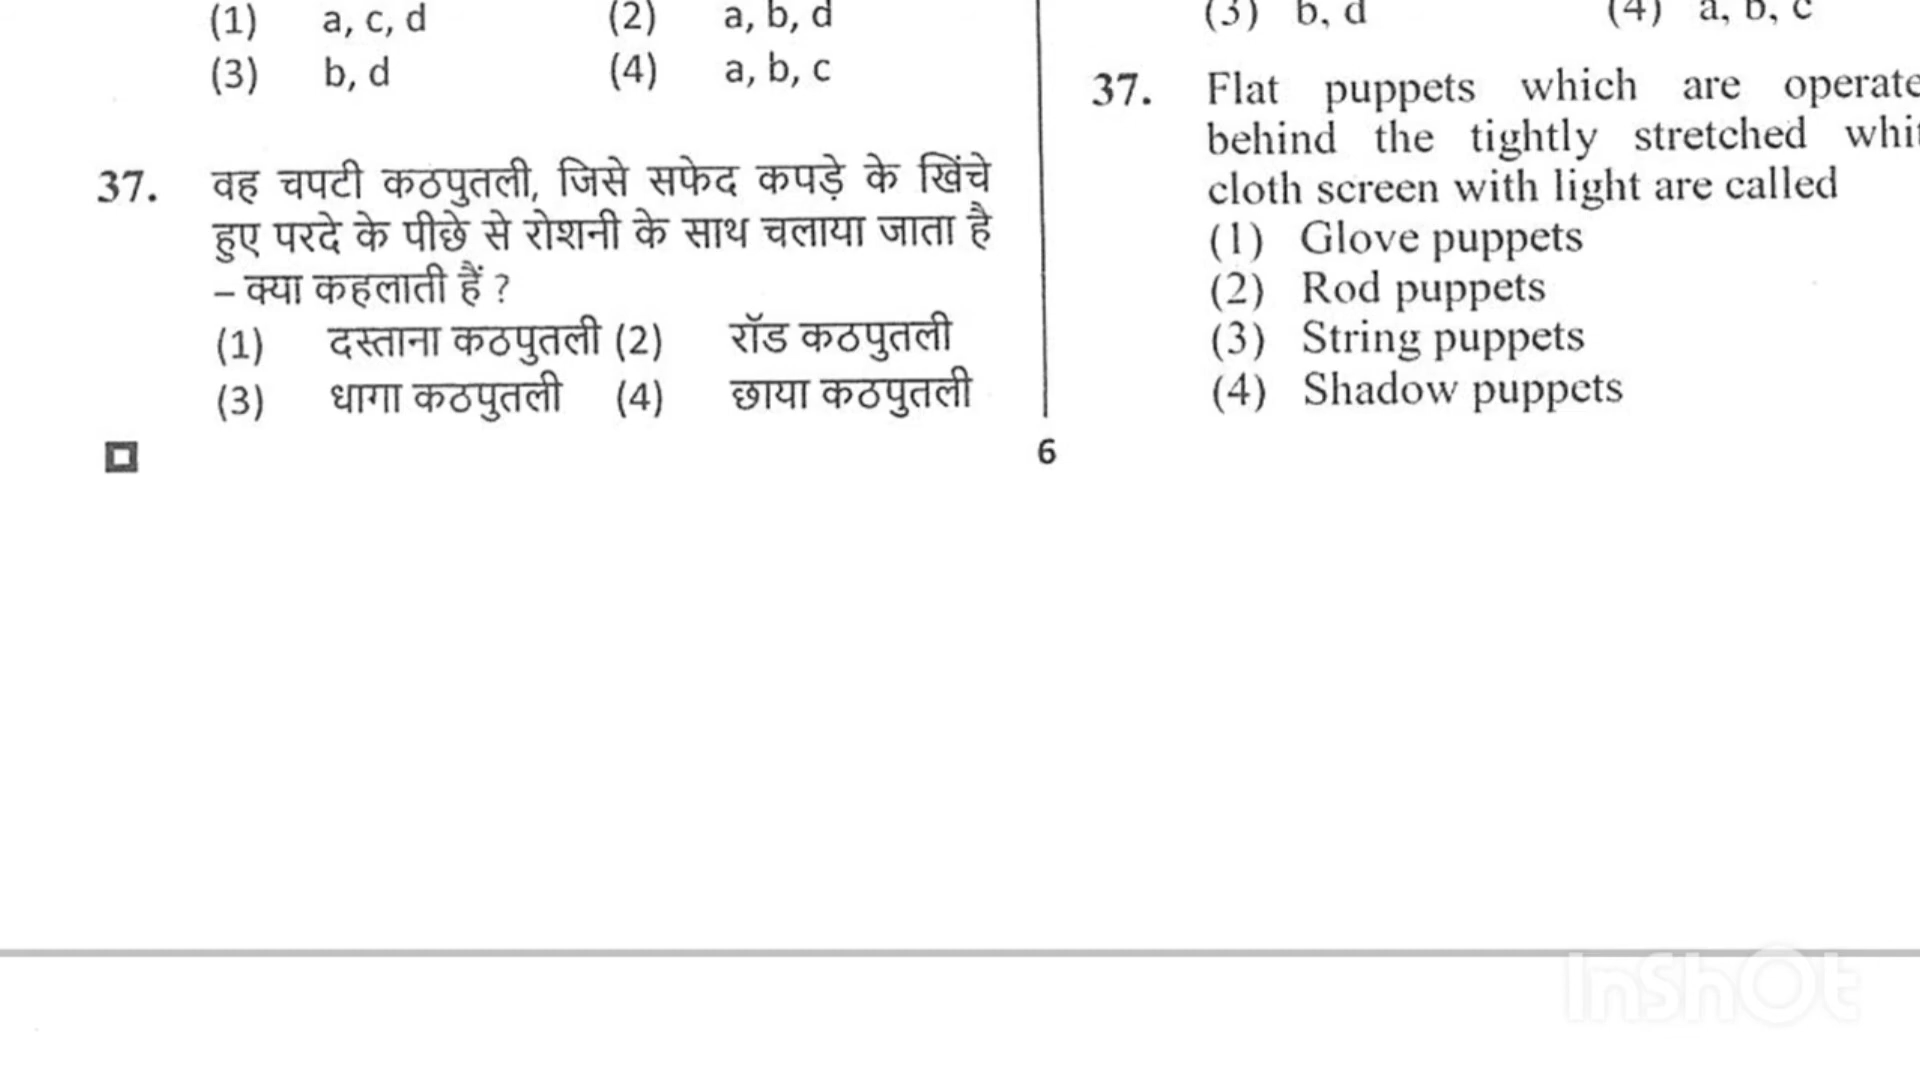 (1) a, c, d (2) a, b, d
(3) b, d (4) a, b, c
37. वह चपटी कठपुतली, जिसे सफेद कपड़े के खिंचे
हुए परदे के पीछे से रोशनी के साथ चलाया जाता है
– क्या कहलाती हैं ?
(1) दस्ताना कठपुतली (2) रॉड कठपुतली
(3) धागा कठपुतली (4) छाया कठपुतली
(3) b, d (4) a, b, c
37. Flat puppets which are operate
behind the tightly stretched whit
cloth screen with light are called
(1) Glove puppets
(2) Rod puppets
(3) String puppets
(4) Shadow puppets
6
InShOt